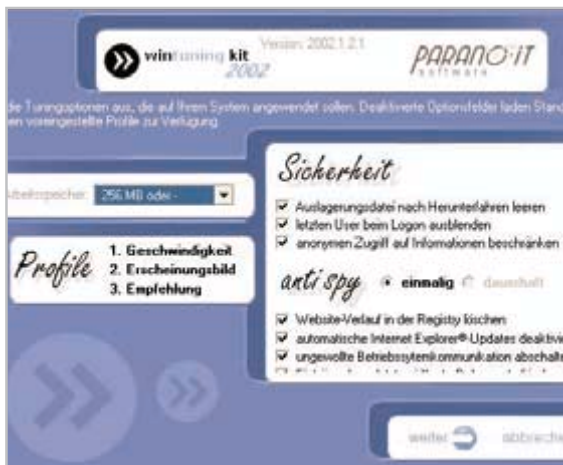 wintuning kit
2002
Version: 2002.1.2.1
PARANO·IT
software
die Tuningoptionen aus, die auf Ihrem System angewendet sollen. Deaktivierte Optionsfelder laden Stand
en voreingestellte Profile zur Verfügung
Arbeitsspeicher: 256 MB oder -
Profile
1. Geschwindigkeit
2. Erscheinungsbild
3. Empfehlung
Sicherheit
Auslagerungsdatei nach Herunterfahren leeren
letzten User beim Logon ausblenden
anonymen Zugriff auf Informationen beschränken
anti spy einmalig dauerhaft
Website-Verlauf in der Registry löschen
automatische Internet Explorer® Updates deaktivi
ungewollte Betriebssytemkommunikation abschalte
weiter abbreche